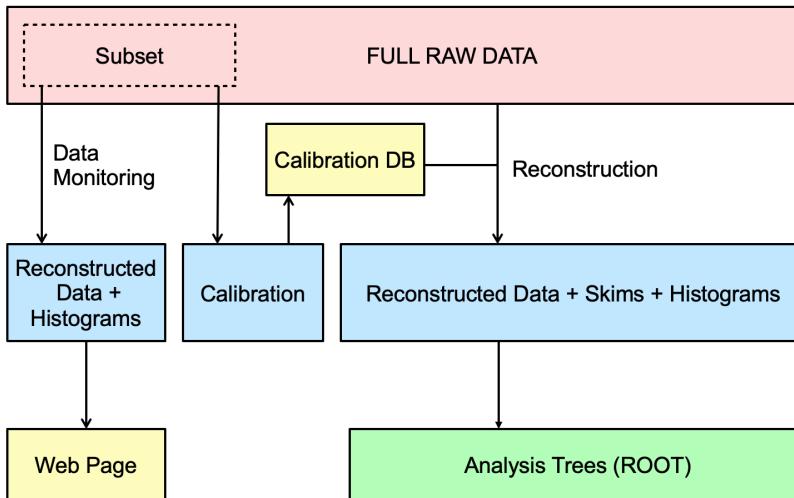 Subset
FULL RAW DATA
Data
Monitoring
Calibration DB
Reconstruction
Reconstructed
Data +
Histograms
Calibration
Reconstructed Data + Skims + Histograms
Web Page
Analysis Trees (ROOT)